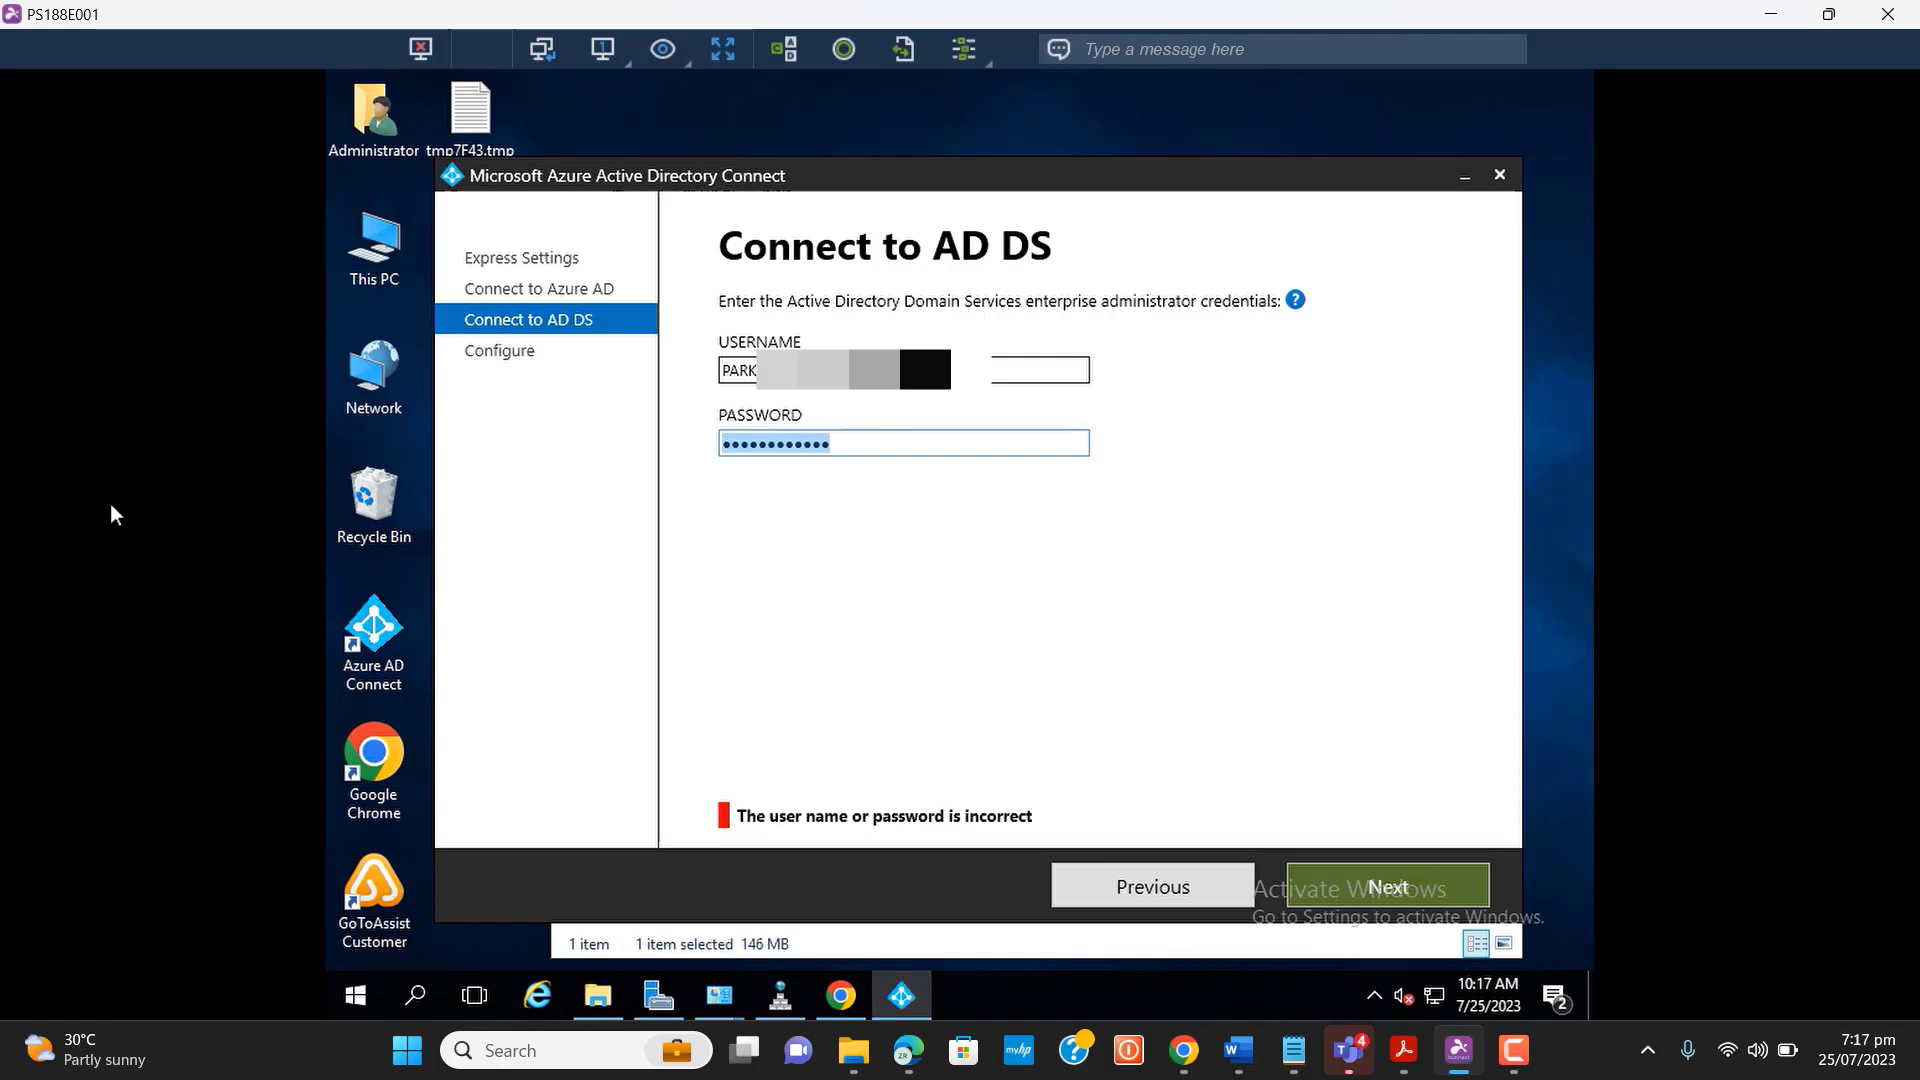 PS188E001
Type a message here
Administrator
tmp7F43.tmp
Microsoft Azure Active Directory Connect
This PC
Network
Recycle Bin
Azure AD
Connect
Google
Chrome
GoToAssist
Customer
Express Settings
Connect to Azure AD
Connect to AD DS
Configure
Connect to AD DS
Enter the Active Directory Domain Services enterprise administrator credentials: ?
USERNAME
PARK
PASSWORD
••••••••••••
The user name or password is incorrect
Previous
Next
Activate Windows
Go to Settings to activate Windows.
1 item 1 item selected 146 MB
10:17 AM
7/25/2023
2
30°C
Partly sunny
Search
ZR
myhp
4
7:17 pm
25/07/2023